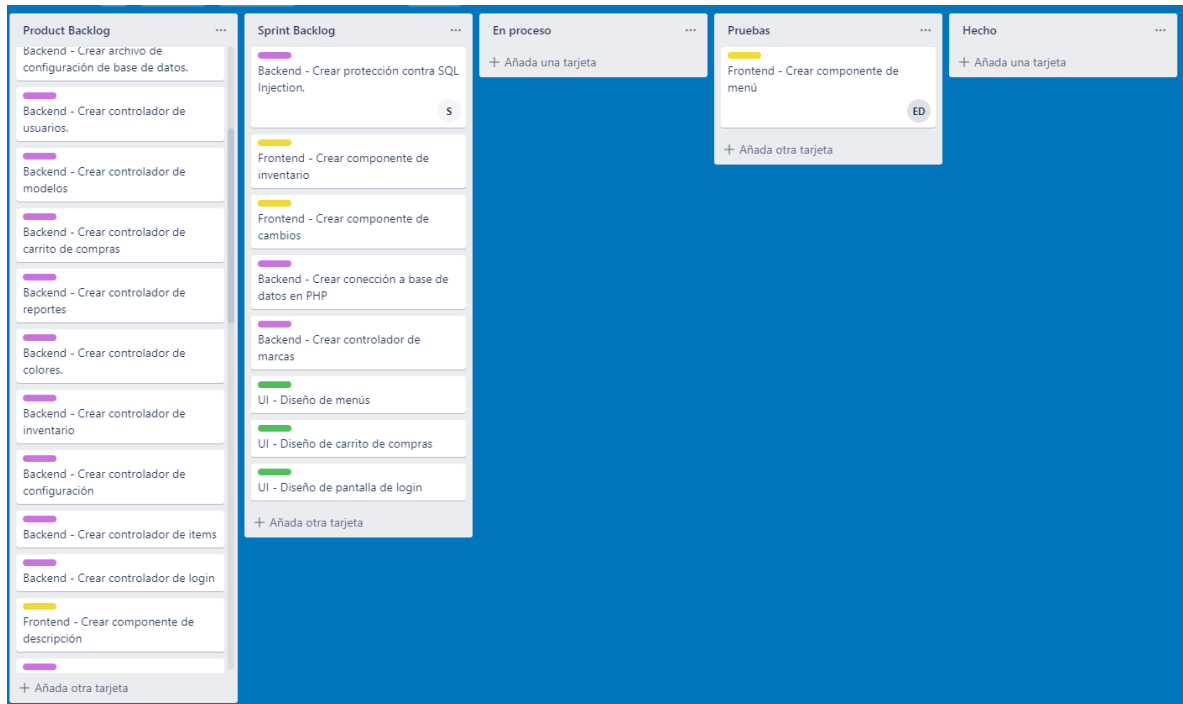 Product Backlog
Backend - Crear archivo de
configuración de base de datos.
Backend - Crear controlador de
usuarios.
Backend - Crear controlador de
modelos
Backend - Crear controlador de
carrito de compras
Backend - Crear controlador de
reportes
Backend - Crear controlador de
colores.
Backend - Crear controlador de
inventario
Backend - Crear controlador de
configuración
Backend - Crear controlador de items
Backend - Crear controlador de login
Frontend - Crear componente de
descripción
+ Añada otra tarjeta
Sprint Backlog
Backend - Crear protección contra SQL
Injection.
S
Frontend - Crear componente de
inventario
Frontend - Crear componente de
cambios
Backend - Crear conección a base de
datos en PHP
Backend - Crear controlador de
marcas
UI - Diseño de menús
UI - Diseño de carrito de compras
UI - Diseño de pantalla de login
+ Añada otra tarjeta
En proceso
+ Añada una tarjeta
Pruebas
Frontend - Crear componente de
menú
ED
+ Añada otra tarjeta
Hecho
+ Añada una tarjeta